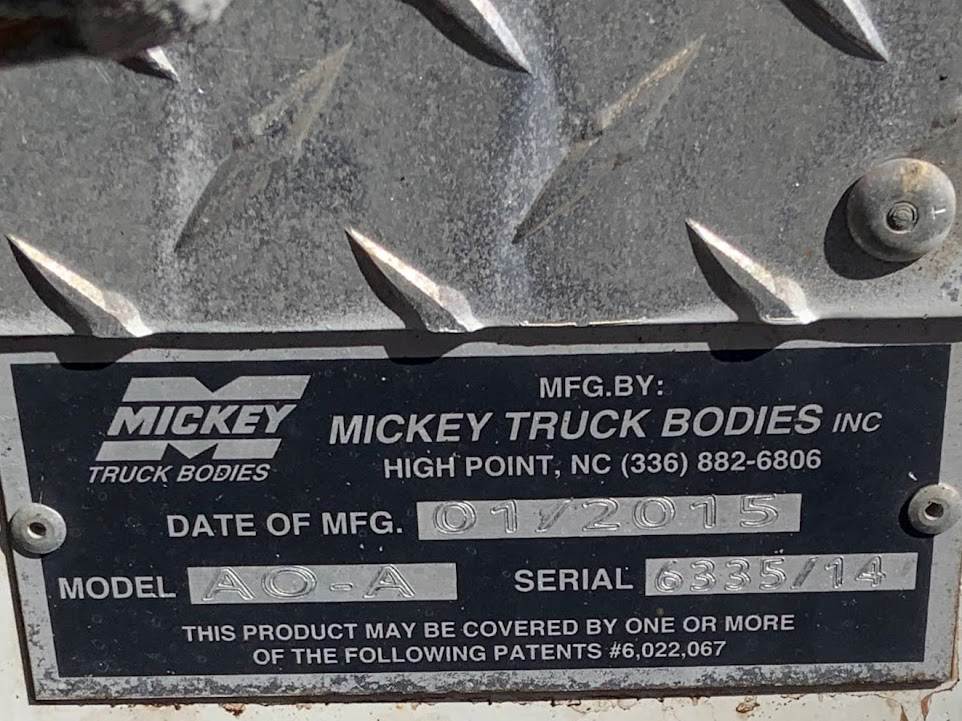 T
MICKEY
TRUCK BODIES
MFG.BY:
MICKEY TRUCK BODIES INC
HIGH POINT, NC (336) 882-6806
DATE OF MFG. 01/2015
MODEL AO-A SERIAL 6335/14
THIS PRODUCT MAY BE COVERED BY ONE OR MORE
OF THE FOLLOWING PATENTS #6,022,067